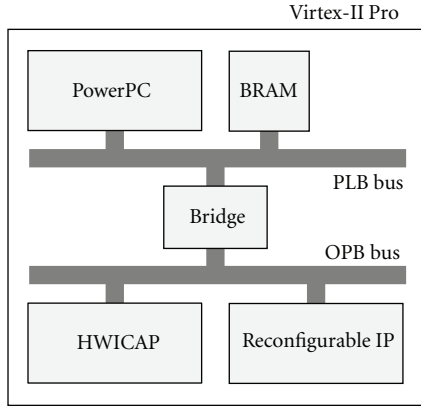 Virtex-II Pro
PowerPC
BRAM
PLB bus
Bridge
OPB bus
HWICAP
Reconfigurable IP